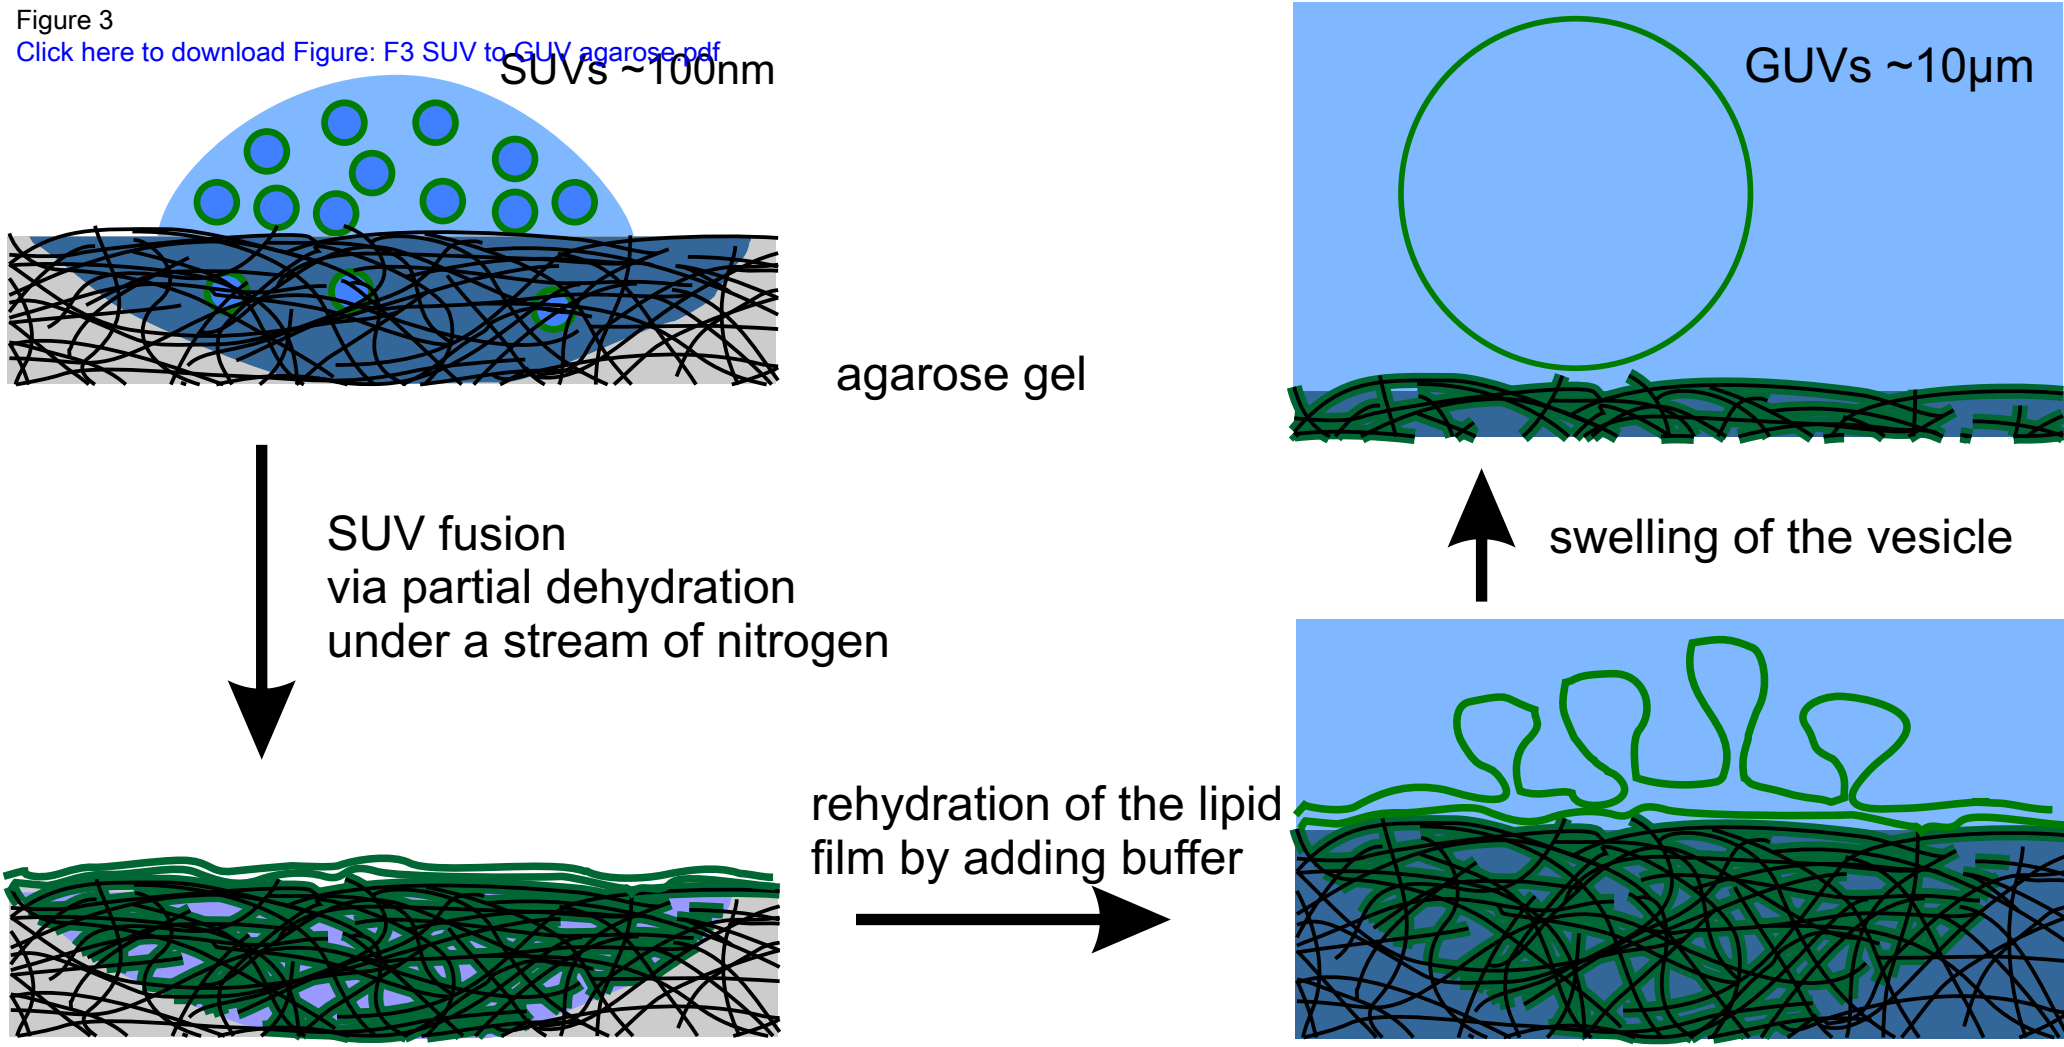 Figure 3
Click here to download Figure: F3 SUV to GUV agarose.pdf
SUVs ~100nm
GUVs ~10µm
agarose gel
SUV fusion
via partial dehydration
under a stream of nitrogen
swelling of the vesicle
rehydration of the lipid
film by adding buffer